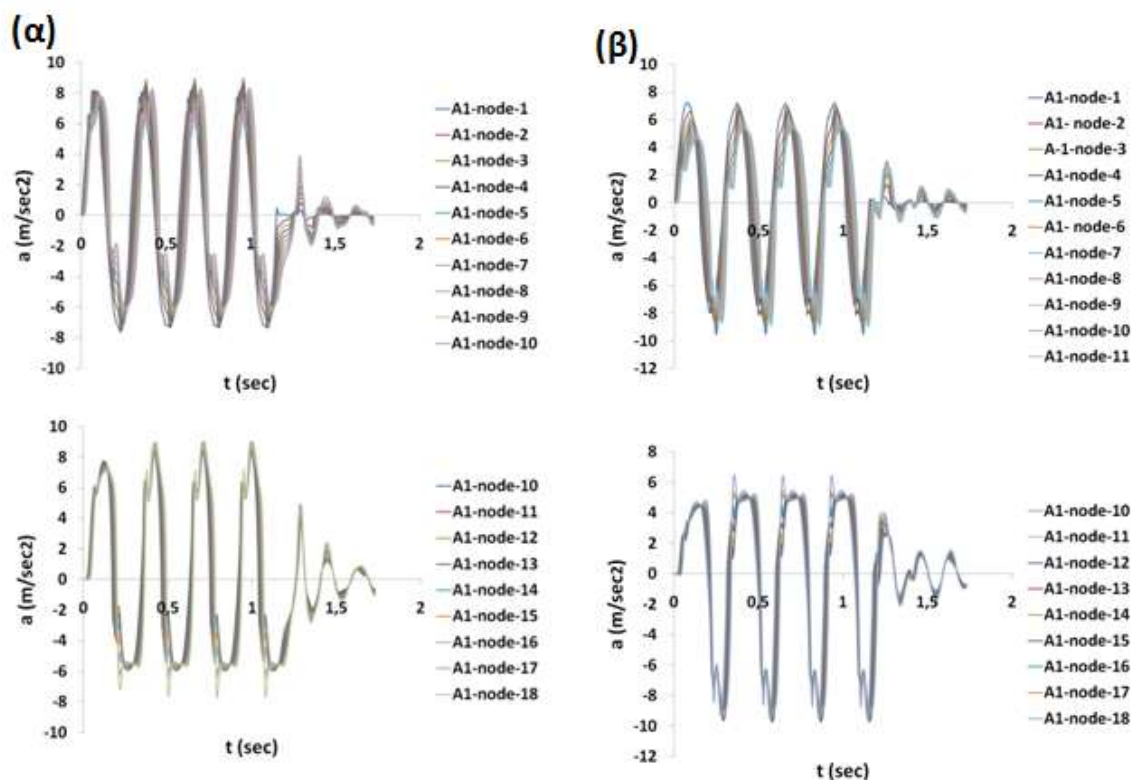 (α)
10
8
6
4
2
0
-2
-4
-6
-8
-10
0
0,5
1
1,5
2
a (m/sec2)
t (sec)
A1-node-1
A1-node-2
A1-node-3
A1-node-4
A1-node-5
A1-node-6
A1-node-7
A1-node-8
A1-node-9
A1-node-10
(β)
10
8
6
4
2
0
-2
-4
-6
-8
-10
-12
0
0,5
1
1,5
2
a (m/sec2)
t (sec)
A1-node-1
A1- node-2
A-1-node-3
A1-node-4
A1-node-5
A1- node-6
A1-node-7
A1-node-8
A1-node-9
A1-node-10
A1-node-11
10
8
6
4
2
0
-2
-4
-6
-8
-10
0
0,5
1
1,5
2
a (m/sec2)
t (sec)
A1-node-10
A1-node-11
A1-node-12
A1-node-13
A1-node-14
A1-node-15
A1-node-16
A1-node-17
A1-node-18
8
6
4
2
0
-2
-4
-6
-8
-10
-12
0
0,5
1
1,5
2
a (m/sec2)
t (sec)
A1-node-10
A1-node-11
A1-node-12
A1-node-13
A1-node-14
A1-node-15
A1-node-16
A1-node-17
A1-node-18